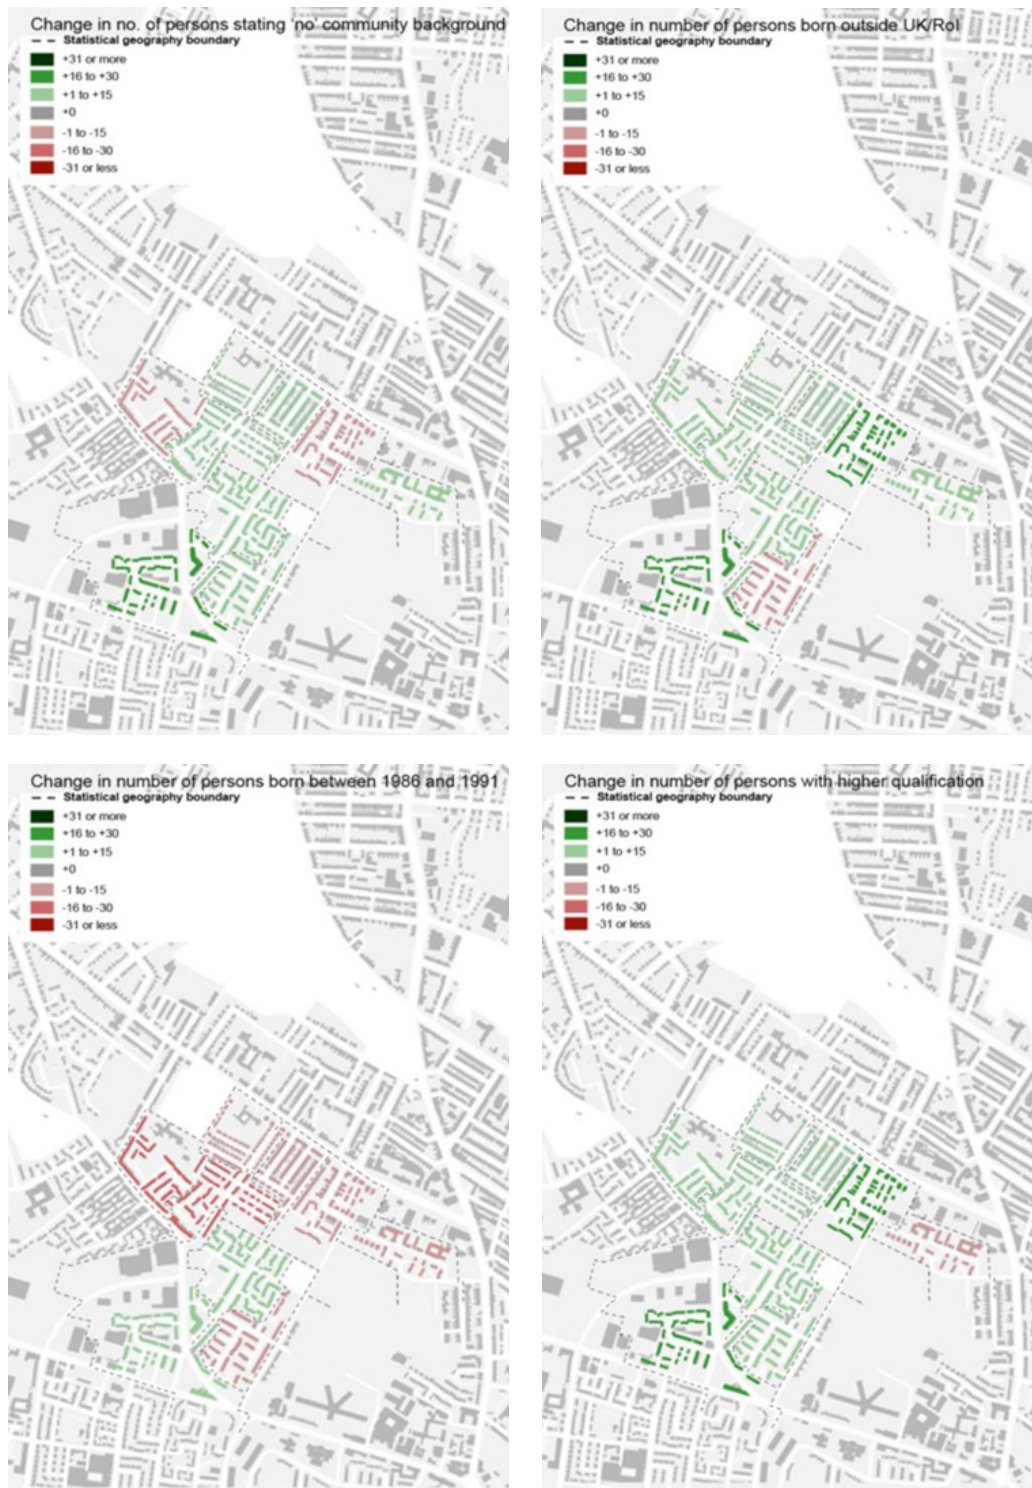 Change in no. of persons stating 'no' community background
Statistical geography boundary
+31 or more
+16 to +30
+1 to +15
+0
-1 to -15
-16 to -30
-31 or less
Change in number of persons born outside UK/RoI
Statistical geography boundary
+31 or more
+16 to +30
+1 to +15
+0
-1 to -15
-16 to -30
-31 or less
Change in number of persons born between 1986 and 1991
Statistical geography boundary
+31 or more
+16 to +30
+1 to +15
+0
-1 to -15
-16 to -30
-31 or less
Change in number of persons with higher qualification
Statistical geography boundary
+31 or more
+16 to +30
+1 to +15
+0
-1 to -15
-16 to -30
-31 or less